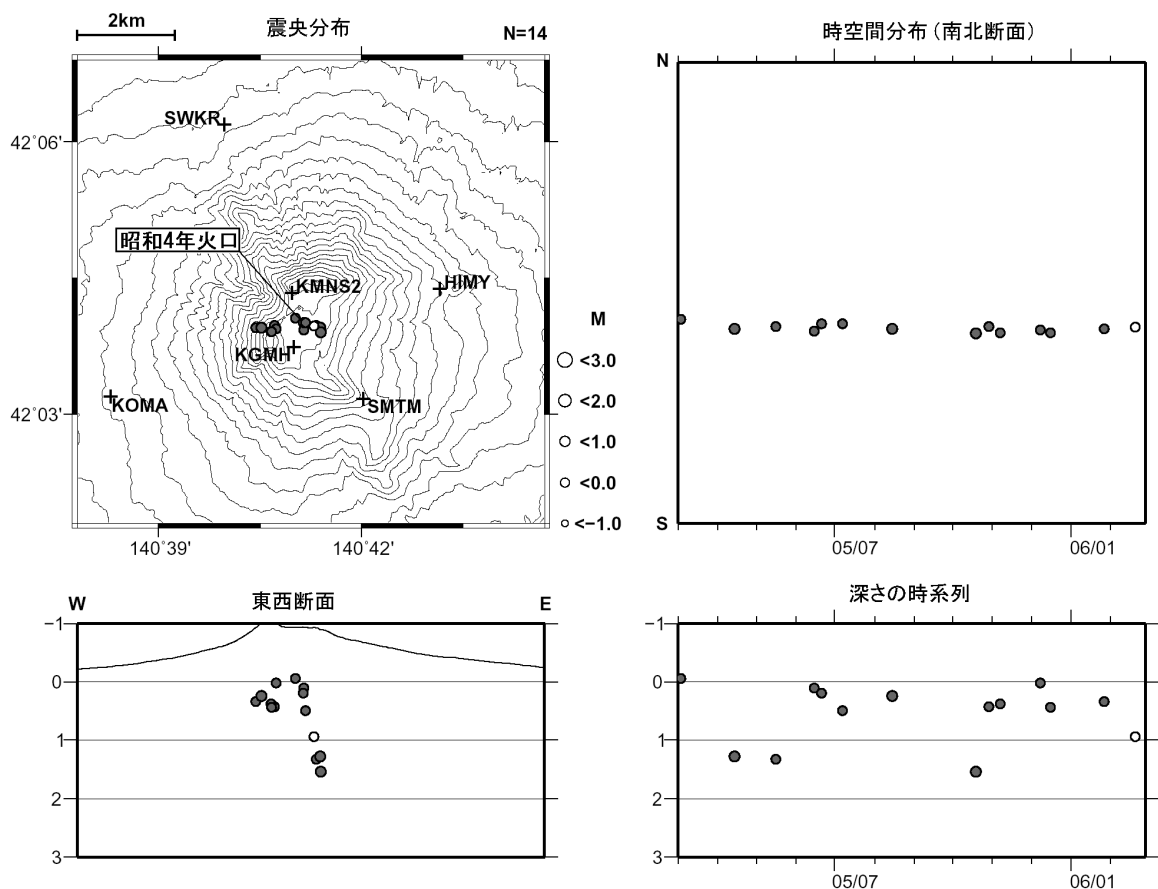 2km
震央分布
N=14
SWKR
42°06'
昭和4年火口
KMNS2
HIMY
KGMH
KOMA
SMTM
42°03'
140°39'
140°42'
M
<3.0
<2.0
<1.0
<0.0
<−1.0
時空間分布（南北断面）
N
S
05/07
06/01
W
東西断面
E
−1
0
1
2
3
深さの時系列
−1
0
1
2
3
05/07
06/01